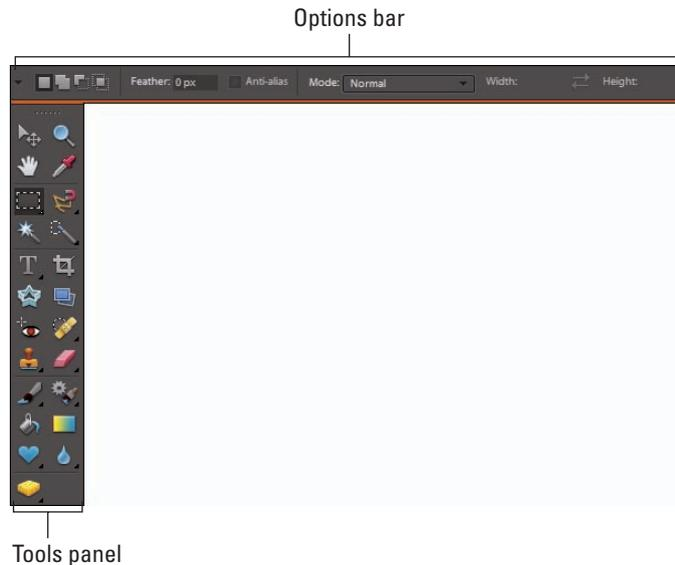 Options bar
Feather: 0 px Anti-alias Mode: Normal Width: Height:
T
Tools panel